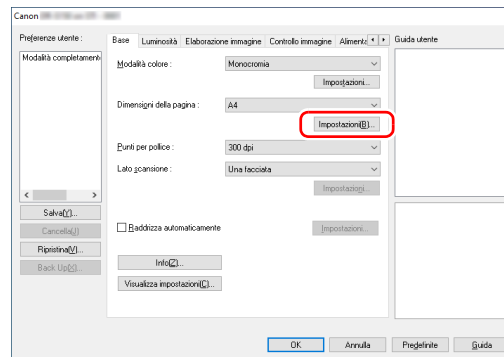 Canon
Preferenze utente :
Modalità completamente
Salva(Y)...
Cancella(J)
Ripristina(V)...
Back Up(X)...
Base Luminosità Elaborazione immagine Controllo immagine Aliment
Modalità colore : Monocromia
Impostazioni...
Dimensioni della pagina : A4
Impostazioni(B)...
Punti per pollice : 300 dpi
Lato scansione : Una facciata
Impostazioni...
Raddrizza automaticamente Impostazioni...
Info(Z)...
Visualizza impostazioni(C)...
Guida utente
OK Annulla Predefinite Guida